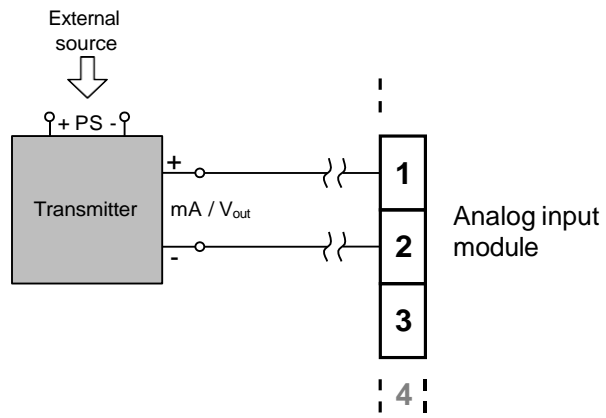 External
source
+ PS -
+
Transmitter
mA / Vout
-
1
2
3
4
Analog input
module